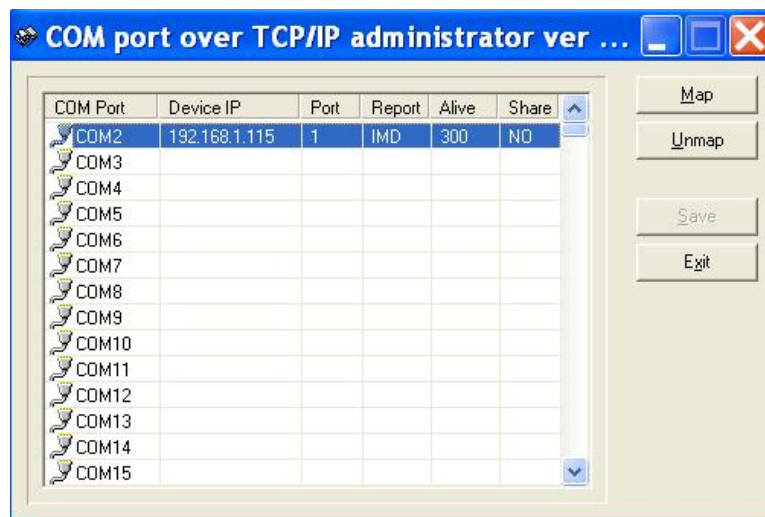 COM port over TCP/IP administrator ver ...
COM Port Device IP Port Report Alive Share
COM2 192.168.1.115 1 IMD 300 NO
COM3
COM4
COM5
COM6
COM7
COM8
COM9
COM10
COM11
COM12
COM13
COM14
COM15
Map
Unmap
Save
Exit